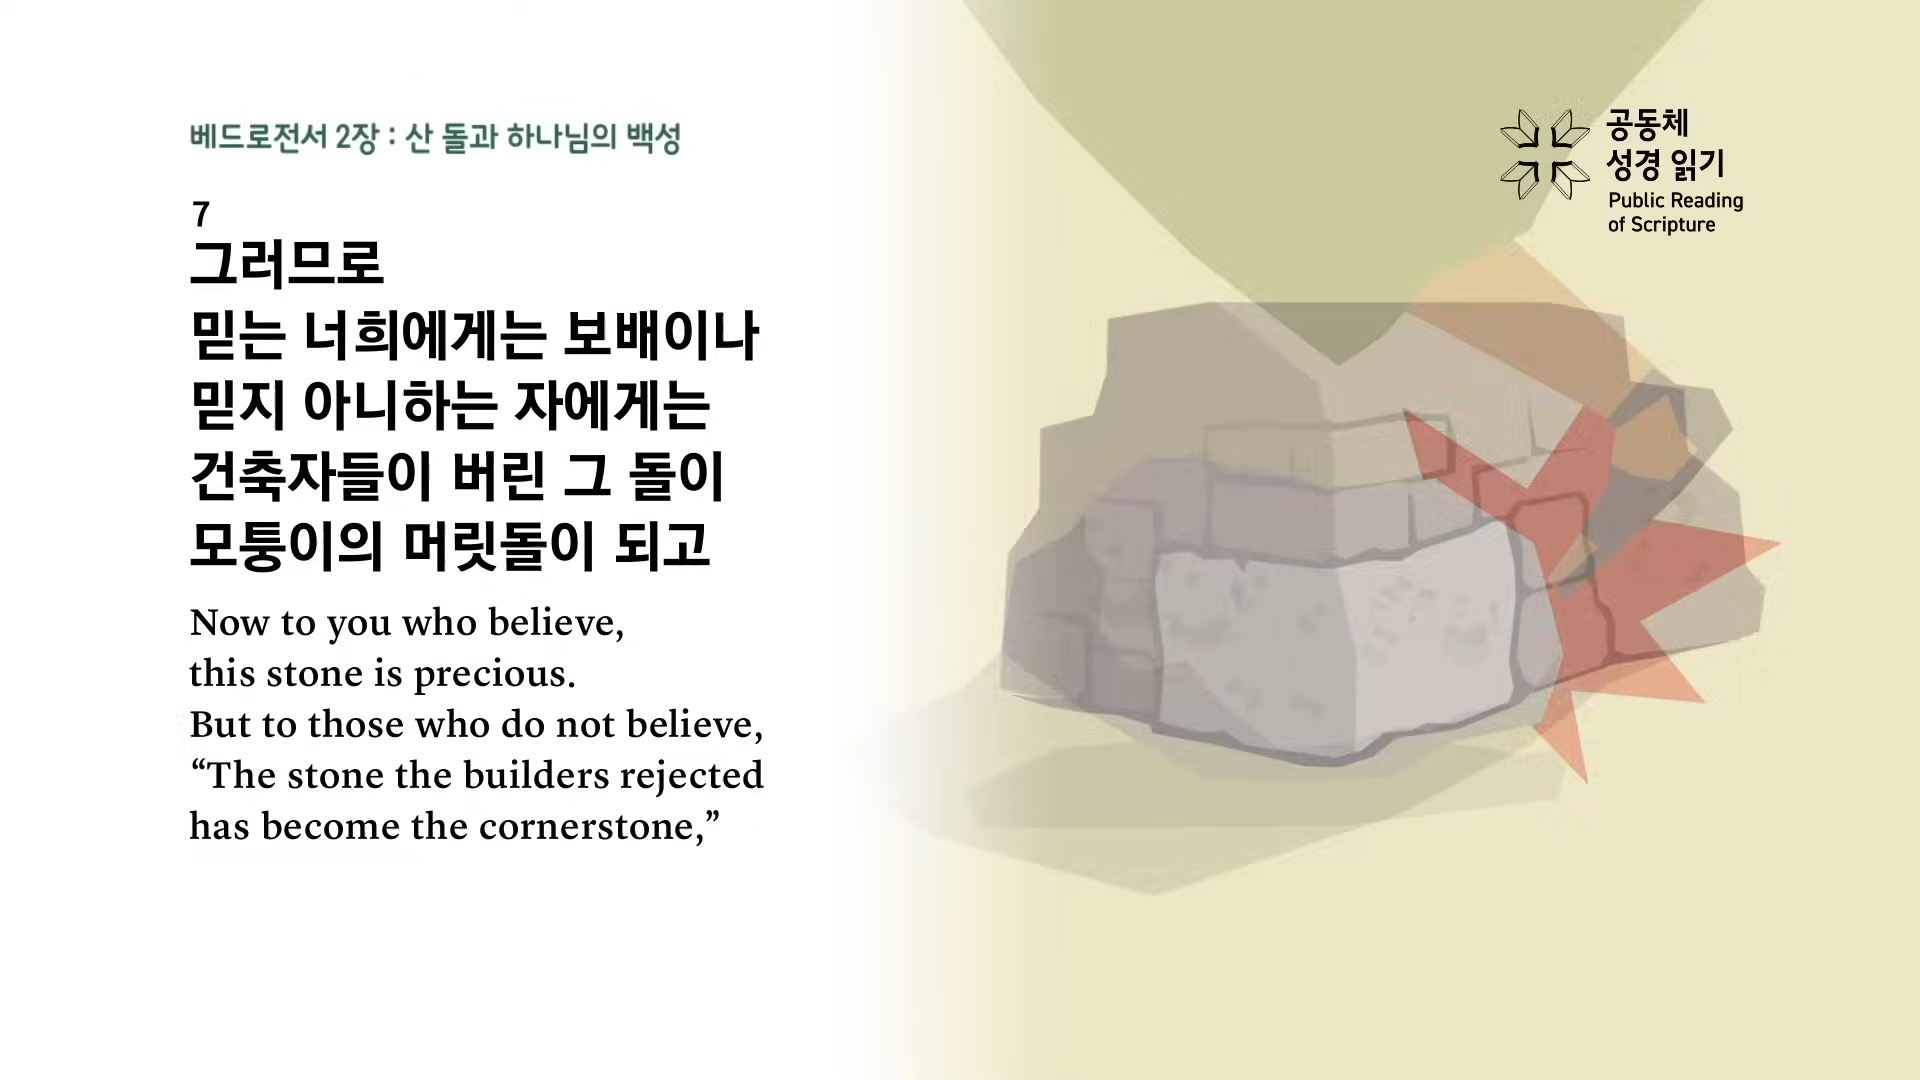 베드로전서 2장 : 산 돌과 하나님의 백성
7
그러므로
믿는 너희에게는 보배이나
믿지 아니하는 자에게는
건축자들이 버린 그 돌이
모퉁이의 머릿돌이 되고
Now to you who believe,
this stone is precious.
But to those who do not believe,
“The stone the builders rejected
has become the cornerstone,”
공동체
성경 읽기
Public Reading
of Scripture